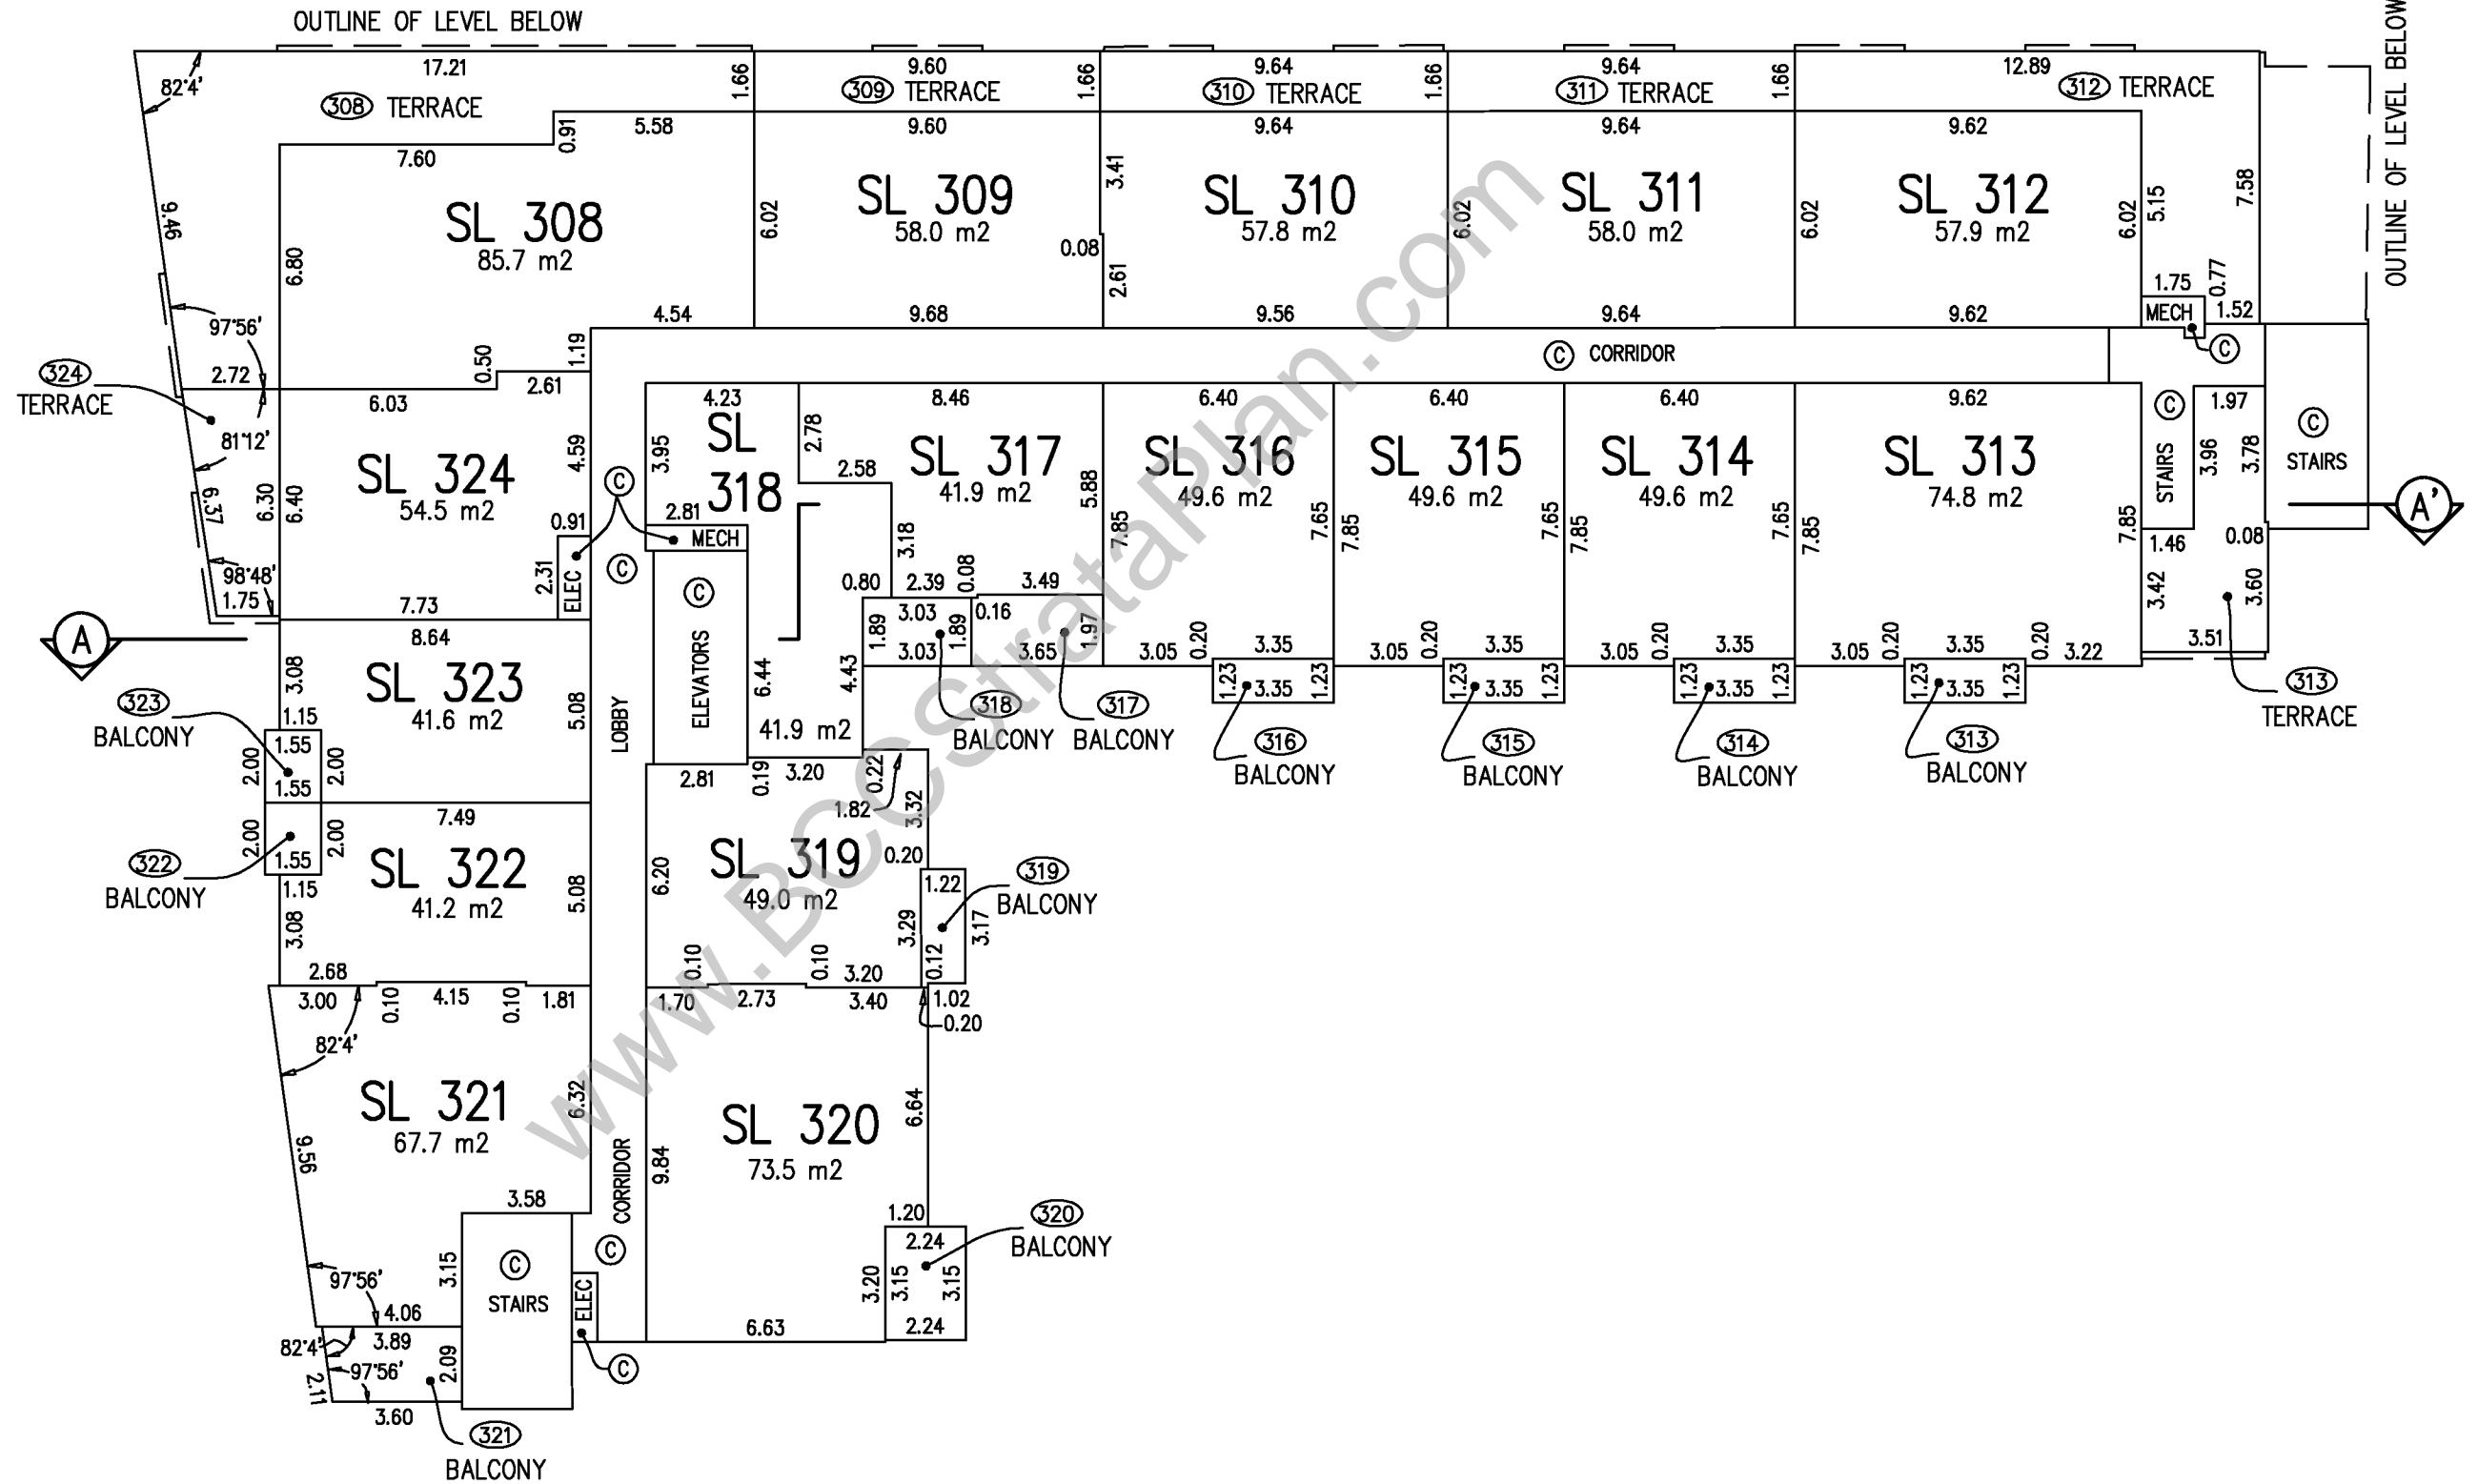 OUTLINE OF LEVEL BELOW
OUTLINE OF LEVEL BELOW
82°4'
17.21
1.66
9.60
1.66
9.64
1.66
9.64
1.66
12.89
308 TERRACE
309 TERRACE
310 TERRACE
311 TERRACE
312 TERRACE
0.91
5.58
9.60
9.64
9.64
9.62
7.60
9.46
6.80
SL 308
85.7 m2
6.02
SL 309
58.0 m2
3.41
0.08
2.61
SL 310
57.8 m2
6.02
SL 311
58.0 m2
6.02
SL 312
57.9 m2
6.02
5.15
7.58
1.75
0.77
MECH
1.52
97°56'
4.54
9.68
9.56
9.64
9.62
1.19
0.50
C CORRIDOR
C
324
TERRACE
2.72
6.03
2.61
81°12'
6.37
6.30
6.40
SL 324
54.5 m2
4.59
0.91
2.31
ELEC
98°48'
1.75
7.73
C
C
4.23
3.95
SL
318
2.81
MECH
2.78
8.46
2.58
SL 317
41.9 m2
5.88
3.18
6.40
SL 316
49.6 m2
7.85
7.65
6.40
SL 315
49.6 m2
7.85
7.65
6.40
SL 314
49.6 m2
7.85
7.65
9.62
SL 313
74.8 m2
7.85
7.85
C
STAIRS
1.97
3.96
3.78
C
STAIRS
A'
1.46
0.08
3.42
3.60
3.51
313
TERRACE
A
8.64
3.08
SL 323
41.6 m2
5.08
323
BALCONY
1.15
1.55
2.00
2.00
1.55
LOBBY
C
ELEVATORS
6.44
41.9 m2
4.43
0.80
2.39
0.08
3.49
3.03
0.16
1.89
1.89
1.97
3.03
3.65
318
BALCONY
317
BALCONY
3.05
0.20
3.35
1.23
3.35
1.23
316
BALCONY
3.05
0.20
3.35
1.23
3.35
1.23
315
BALCONY
3.05
0.20
3.35
1.23
3.35
1.23
314
BALCONY
3.05
0.20
3.35
0.20
3.22
1.23
3.35
1.23
313
BALCONY
7.49
2.00
2.00
1.55
1.15
322
BALCONY
SL 322
41.2 m2
5.08
3.08
2.81
0.19
3.20
0.22
1.82
3.32
6.20
SL 319
49.0 m2
0.20
1.22
3.29
3.17
0.12
319
BALCONY
0.10
0.10
3.20
2.68
3.00
0.10
4.15
0.10
1.81
82°4'
SL 321
67.7 m2
6.32
9.56
3.58
3.15
97°56'
4.06
1.70
2.73
3.40
1.02
0.20
SL 320
73.5 m2
6.64
9.84
CORRIDOR
C
1.20
2.24
3.20
3.15
3.15
2.24
6.63
320
BALCONY
C
STAIRS
ELEC
C
82°4'
3.89
97°56'
2.09
2.11
3.60
321
BALCONY
www.BCCStrataPlan.com